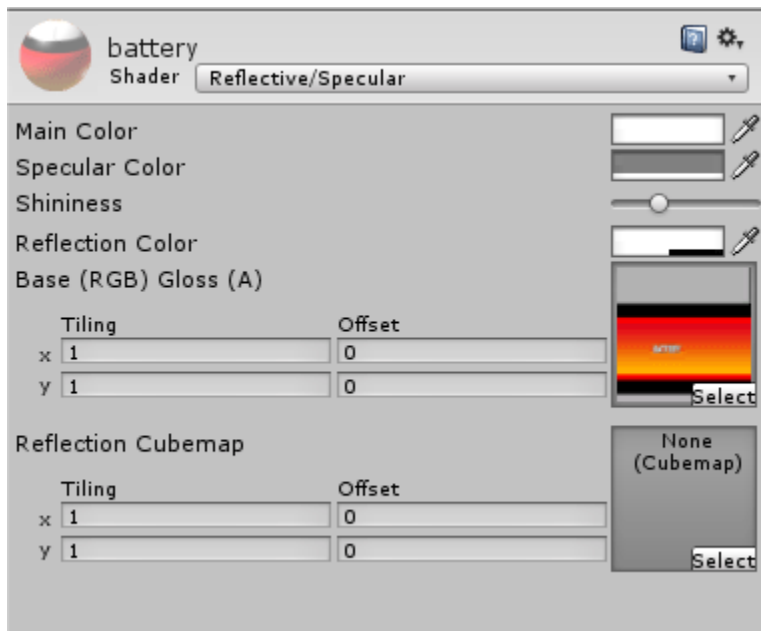 battery
Shader Reflective/Specular
Main Color
Specular Color
Shininess
Reflection Color
Base (RGB) Gloss (A)
Tiling Offset
x 1 0
y 1 0
BATTERY
Select
Reflection Cubemap
None
(Cubemap)
Tiling Offset
x 1 0
y 1 0
Select